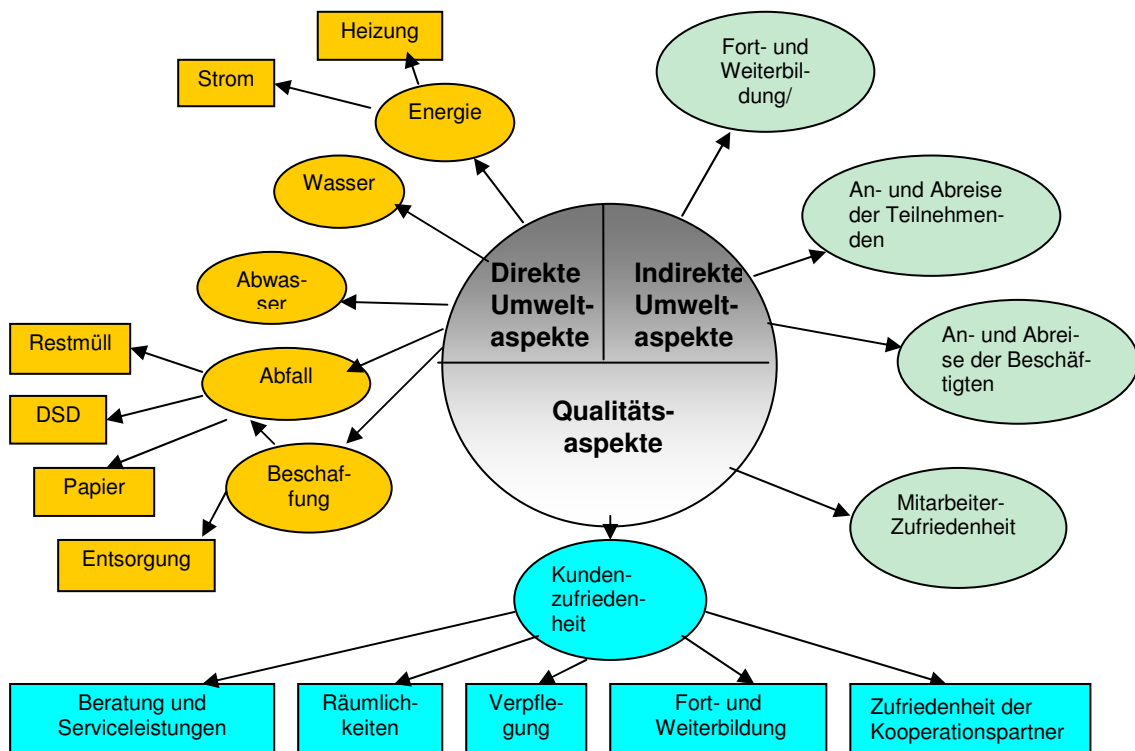 Heizung
Strom
Energie
Wasser
Abwas-
ser
Restmüll
Abfall
DSD
Papier
Beschaf-
fung
Entsorgung
Direkte
Umwelt-
aspekte
Indirekte
Umwelt-
aspekte
Qualitäts-
aspekte
Fort- und
Weiterbil-
dung/
An- und Abreise
der Teilnehmen-
den
An- und Abrei-
se der Beschäf-
tigten
Mitarbeiter-
Zufriedenheit
Kunden-
zufrieden-
heit
Beratung und
Serviceleistungen
Räumlich-
keiten
Verpfle-
gung
Fort- und
Weiterbildung
Zufriedenheit der
Kooperationspartner